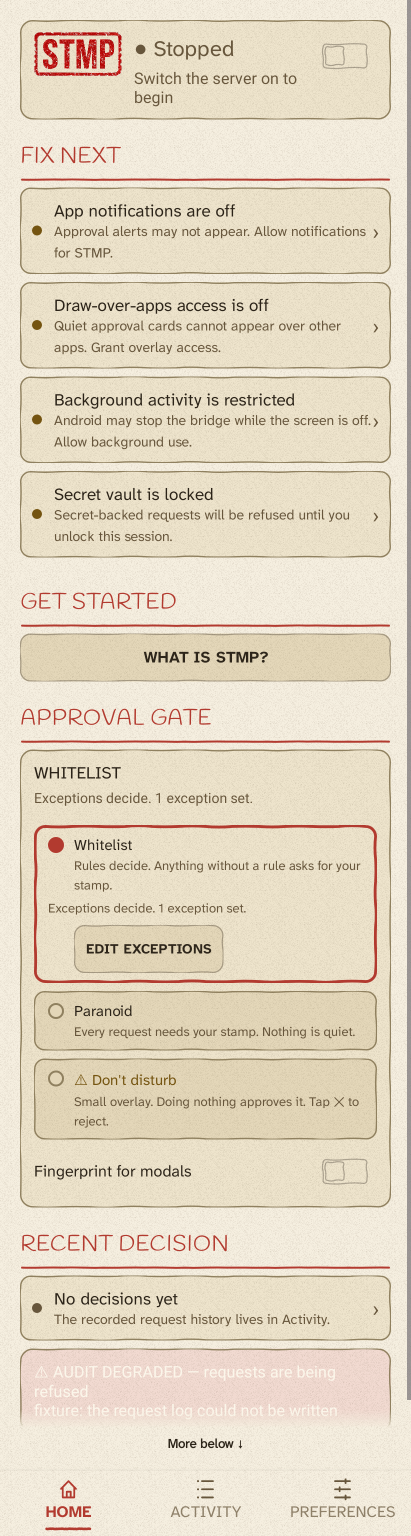 STMP
● Stopped
Switch the server on to
begin
FIX NEXT
App notifications are off
Approval alerts may not appear. Allow notifications
for STMP.
Draw-over-apps access is off
Quiet approval cards cannot appear over other
apps. Grant overlay access.
Background activity is restricted
Android may stop the bridge while the screen is off.
Allow background use.
Secret vault is locked
Secret-backed requests will be refused until you
unlock this session.
GET STARTED
WHAT IS STMP?
APPROVAL GATE
WHITELIST
Exceptions decide. 1 exception set.
Whitelist
Rules decide. Anything without a rule asks for your
stamp.
Exceptions decide. 1 exception set.
EDIT EXCEPTIONS
Paranoid
Every request needs your stamp. Nothing is quiet.
⚠ Don't disturb
Small overlay. Doing nothing approves it. Tap ✕ to
reject.
Fingerprint for modals
RECENT DECISION
No decisions yet
The recorded request history lives in Activity.
⚠ AUDIT DEGRADED — requests are being
refused
fixture: the request log could not be written
More below ↓
HOME
ACTIVITY
PREFERENCES